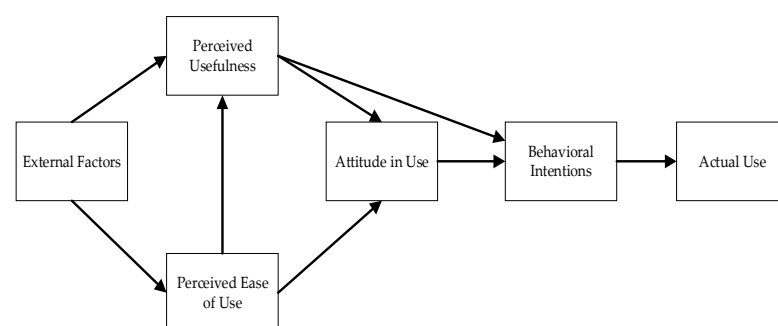 Perceived
Usefulness
External Factors
Attitude in Use
Behavioral
Intentions
Actual Use
Perceived Ease
of Use